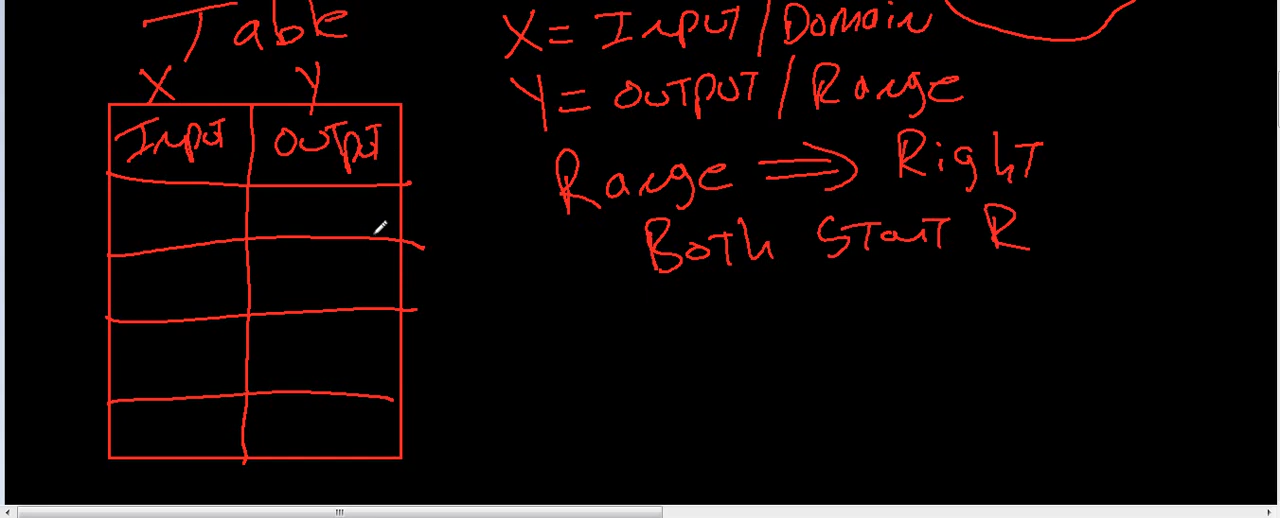 Table
X Y
INPUT OUTPUT
X = INPUT / DOMAIN
Y = OUTPUT / Range
Range ⇒ Right
BOTH START R